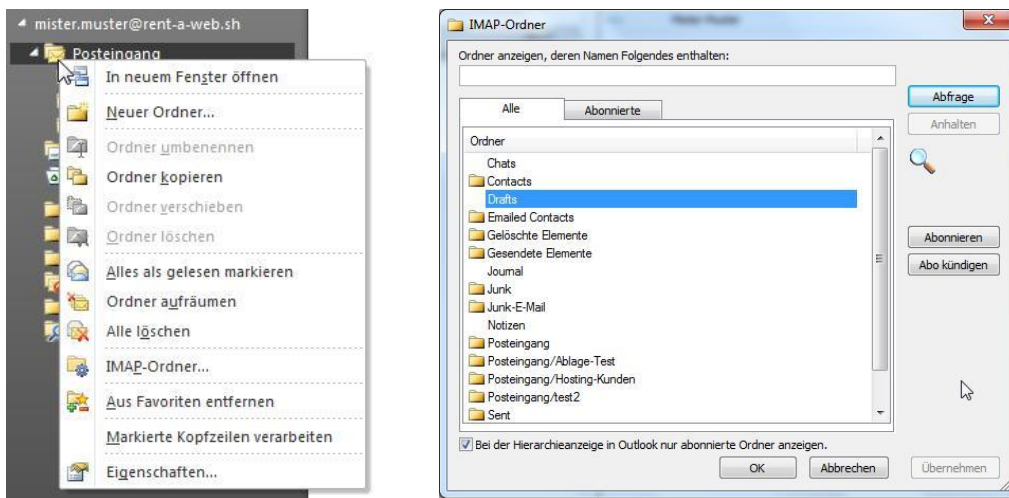 mister.muster@rent-a-web.sh
Posteingang
In neuem Fenster öffnen
Neuer Ordner...
Ordner umbenennen
Ordner kopieren
Ordner verschieben
Ordner löschen
Alles als gelesen markieren
Ordner aufräumen
Alle löschen
IMAP-Ordner...
Aus Favoriten entfernen
Markierte Kopfzeilen verarbeiten
Eigenschaften...
IMAP-Ordner
Ordner anzeigen, deren Namen Folgendes enthalten:
Abfrage
Anhalten
Alle Abonnierte
Ordner
Chats
Contacts
Drafts
Emailed Contacts
Gelöschte Elemente
Gesendete Elemente
Journal
Junk
Junk-E-Mail
Notizen
Posteingang
Posteingang/Ablage-Test
Posteingang/Hosting-Kunden
Posteingang/test2
Sent
Abonnieren
Abo kündigen
Bei der Hierarchieanzeige in Outlook nur abonnierte Ordner anzeigen.
OK Abbrechen Übernehmen